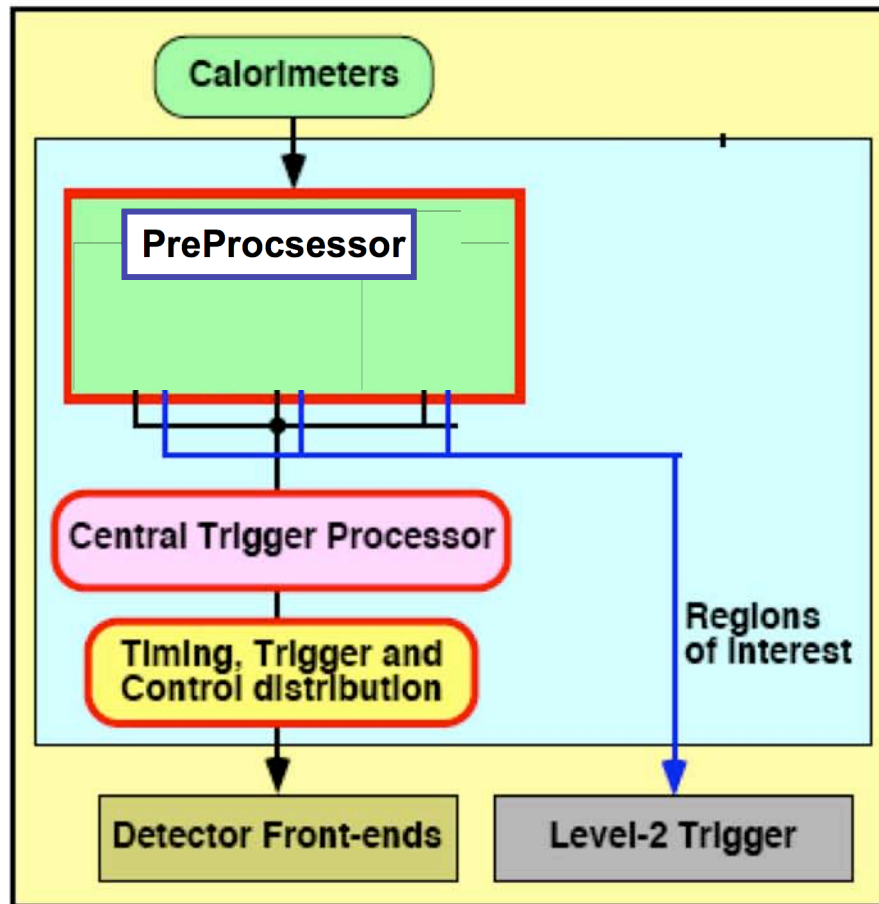 Calorimeters
PreProcsessor
Central Trigger Processor
Timing, Trigger and
Control distribution
Regions
of Interest
Detector Front-ends
Level-2 Trigger